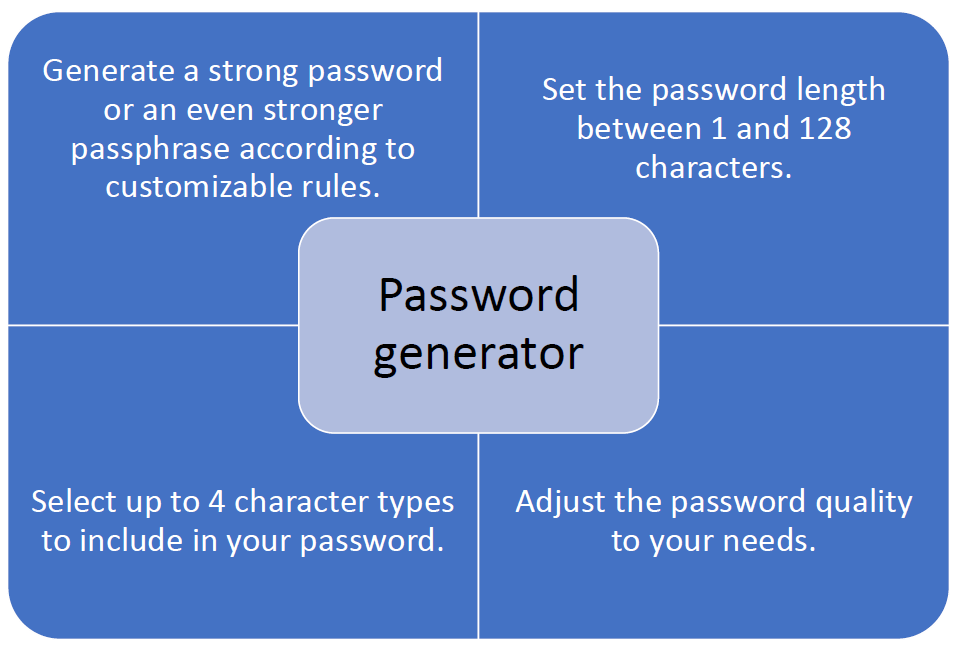 Generate a strong password
or an even stronger
passphrase according to
customizable rules.
Set the password length
between 1 and 128
characters.
Password
generator
Select up to 4 character types
to include in your password.
Adjust the password quality
to your needs.